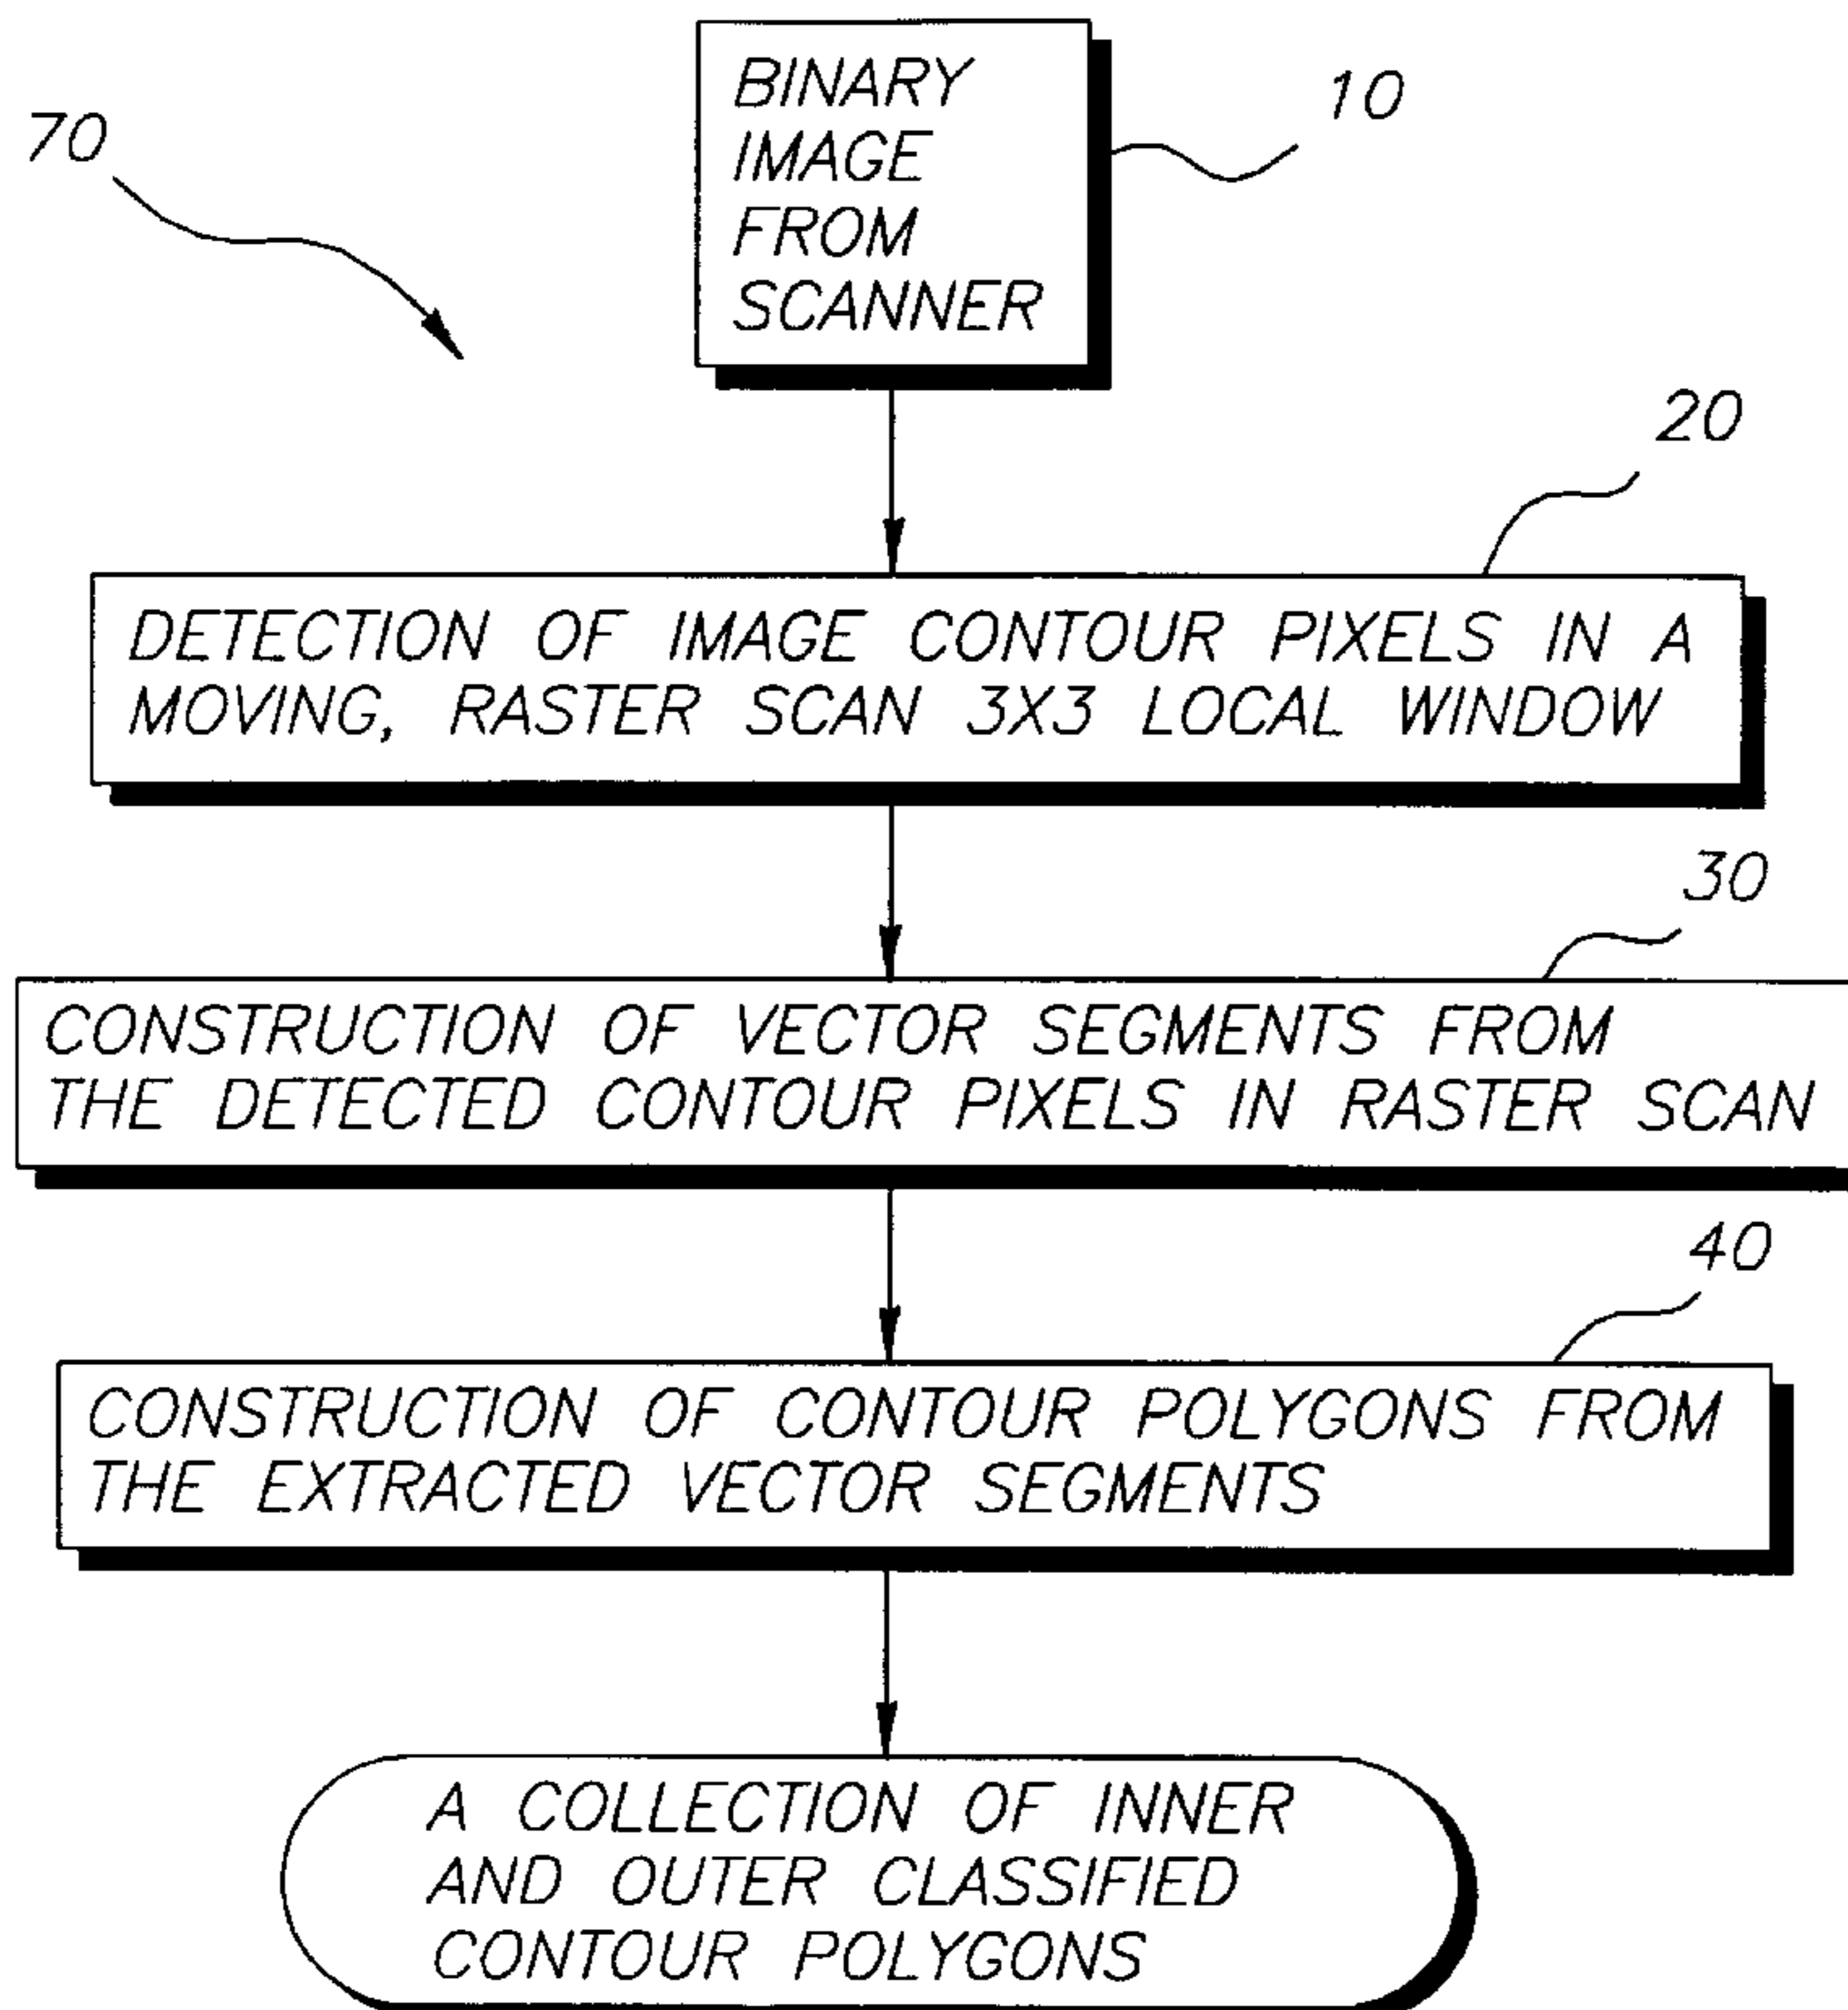 70
BINARY
IMAGE
FROM
SCANNER
10
20
DETECTION OF IMAGE CONTOUR PIXELS IN A
MOVING, RASTER SCAN 3X3 LOCAL WINDOW
30
CONSTRUCTION OF VECTOR SEGMENTS FROM
THE DETECTED CONTOUR PIXELS IN RASTER SCAN
40
CONSTRUCTION OF CONTOUR POLYGONS FROM
THE EXTRACTED VECTOR SEGMENTS
A COLLECTION OF INNER
AND OUTER CLASSIFIED
CONTOUR POLYGONS